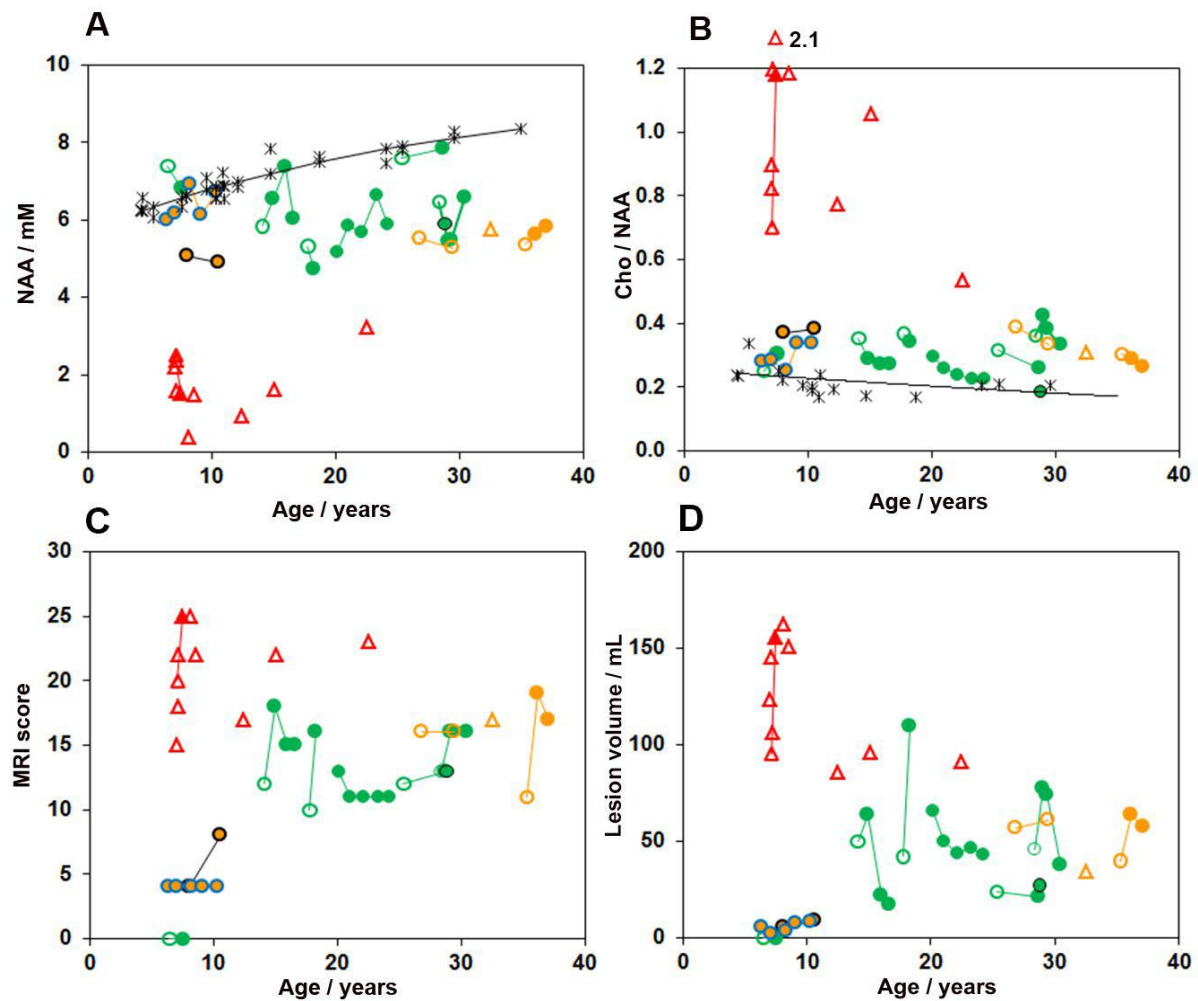 A
10
8
6
4
2
0
NAA / mM
0 10 20 30 40
Age / years
B
2.1
1.2
1.0
0.8
0.6
0.4
0.2
0.0
Cho / NAA
0 10 20 30 40
Age / years
C
30
25
20
15
10
5
0
MRI score
0 10 20 30 40
Age / years
D
200
150
100
50
0
Lesion volume / mL
0 10 20 30 40
Age / years